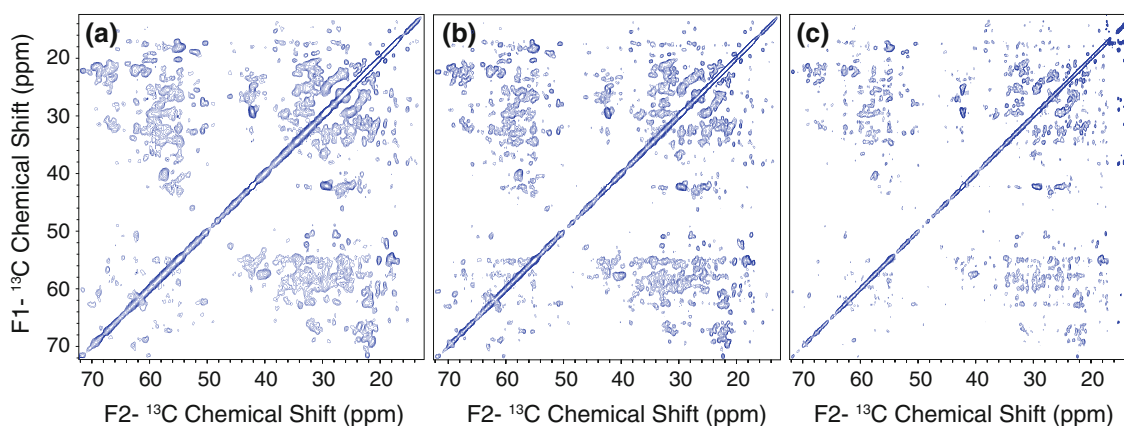 (a) (b) (c)
F1- ¹³C Chemical Shift (ppm)
20
30
40
50
60
70
70 60 50 40 30 20 70 60 50 40 30 20 70 60 50 40 30 20
F2- ¹³C Chemical Shift (ppm) F2- ¹³C Chemical Shift (ppm) F2- ¹³C Chemical Shift (ppm)